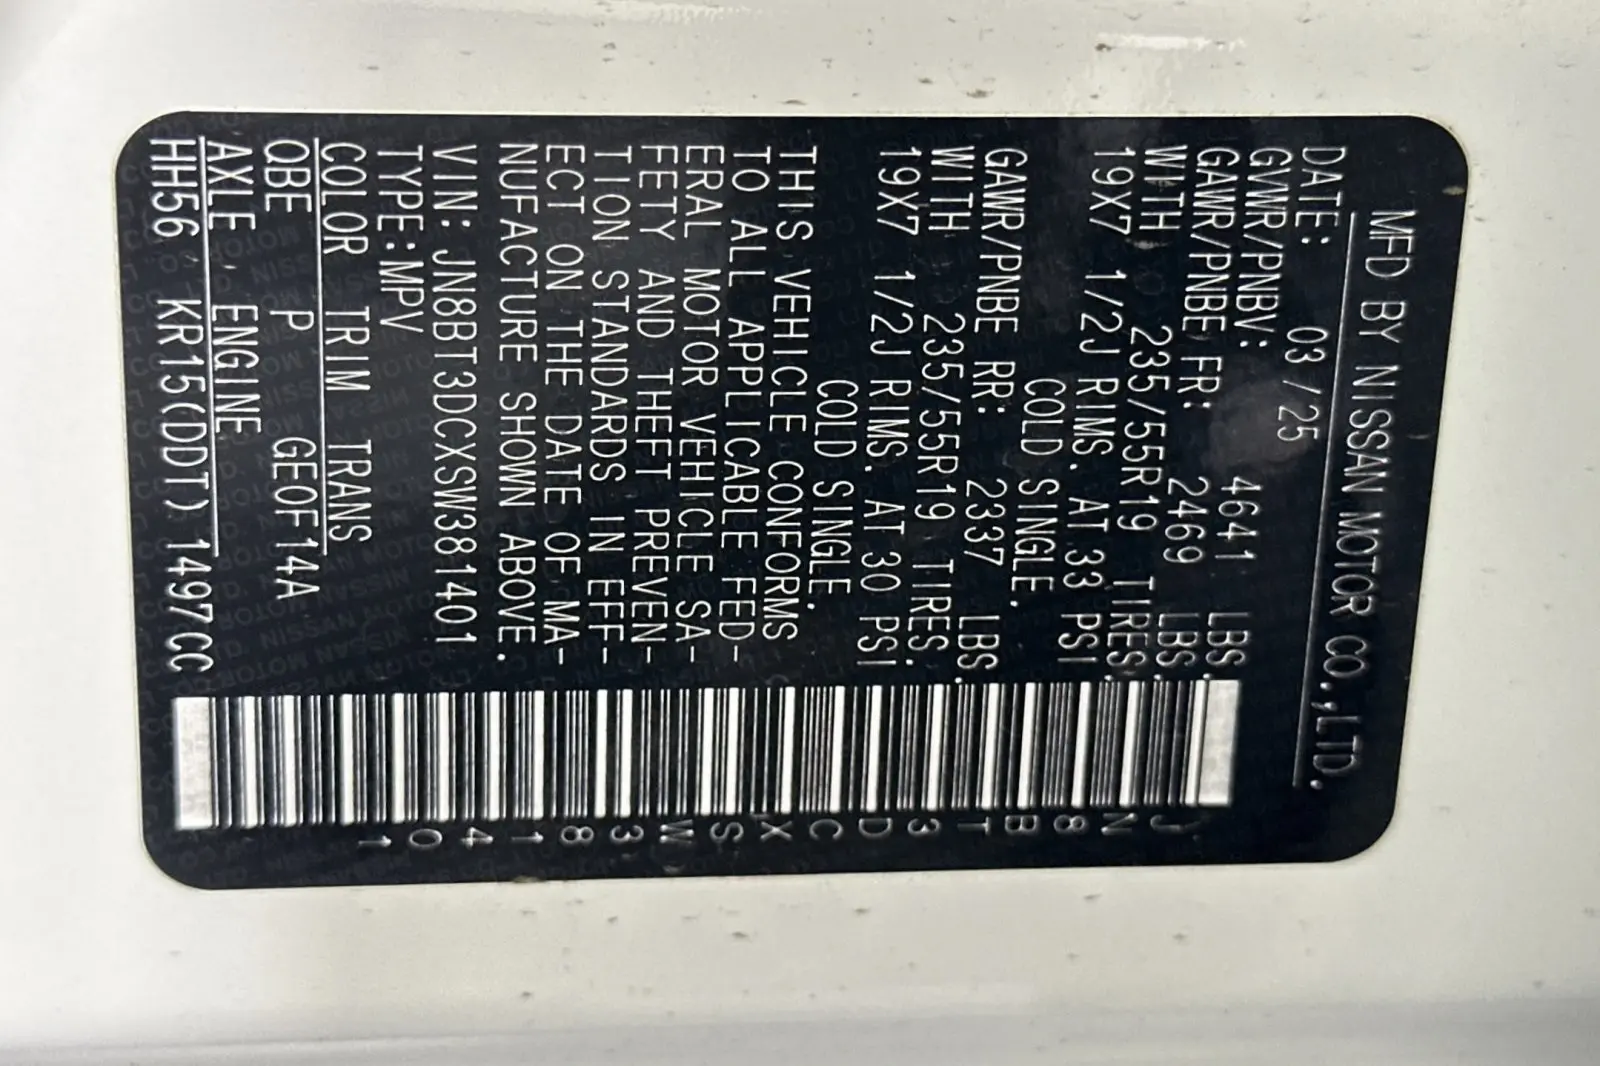 MFD BY NISSAN MOTOR CO.,LTD.
DATE: 03 /25
GVWR/PNBV: 4641 LBS.
GAWR/PNBE FR: 2469 LBS.
WITH 235/55R19 TIRES,
19X7 1/2J RIMS. AT 33 PSI
COLD SINGLE.
GAWR/PNBE RR: 2337 LBS.
WITH 235/55R19 TIRES,
19X7 1/2J RIMS. AT 30 PSI
COLD SINGLE.
THIS VEHICLE CONFORMS
TO ALL APPLICABLE FED-
ERAL MOTOR VEHICLE SA-
FETY AND THEFT PREVEN-
TION STANDARDS IN EFF-
ECT ON THE DATE OF MA-
NUFACTURE SHOWN ABOVE.
VIN: JN8BT3DCXSW381401
TYPE:MPV
COLOR TRIM TRANS
QBE P GE0F14A
AXLE ENGINE
HH56 KR15(DDT) 1497CC
JN8BT3DCXSW381401